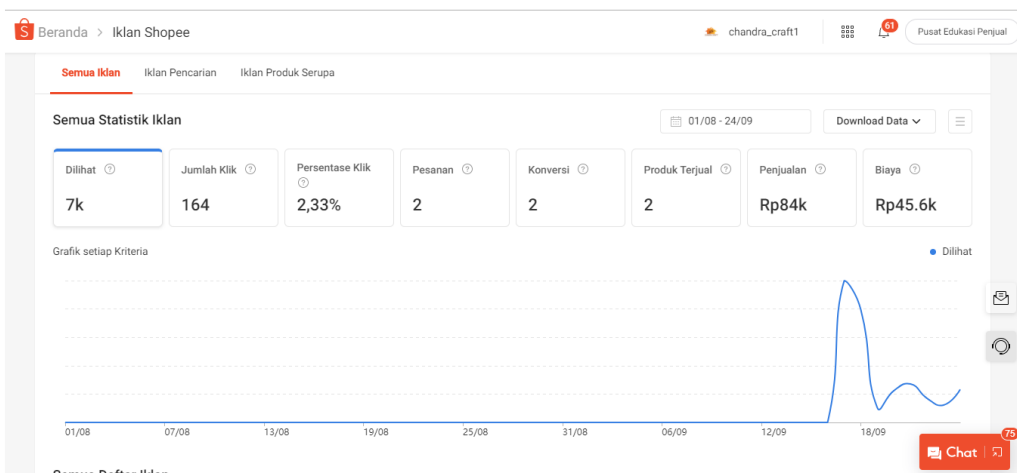 Beranda > Iklan Shopee
chandra_craft1
61
Pusat Edukasi Penjual
Semua Iklan
Iklan Pencarian
Iklan Produk Serupa
Semua Statistik Iklan
01/08 - 24/09
Download Data
Dilihat
7k
Jumlah Klik
164
Persentase Klik
2,33%
Pesanan
2
Konversi
2
Produk Terjual
2
Penjualan
Rp84k
Biaya
Rp45.6k
Grafik setiap Kriteria
Dilihat
01/08
07/08
13/08
19/08
25/08
31/08
06/09
12/09
18/09
75
Chat
Semua Daftar Iklan